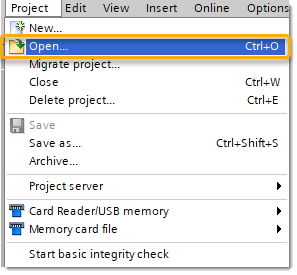 Project Edit View Insert Online Options
New...
Open... Ctrl+O
Migrate project...
Close Ctrl+W
Delete project... Ctrl+E
Save
Save as... Ctrl+Shift+S
Archive...
Project server
Card Reader/USB memory
Memory card file
Start basic integrity check